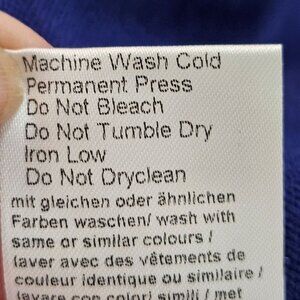 Machine Wash Cold
Permanent Press
Do Not Bleach
Do Not Tumble Dry
Iron Low
Do Not Dryclean
mit gleichen oder ähnlichen
Farben waschen/ wash with
same or similar colours /
laver avec des vêtements de
couleur identique ou similaire /
lavare con colori simili / met